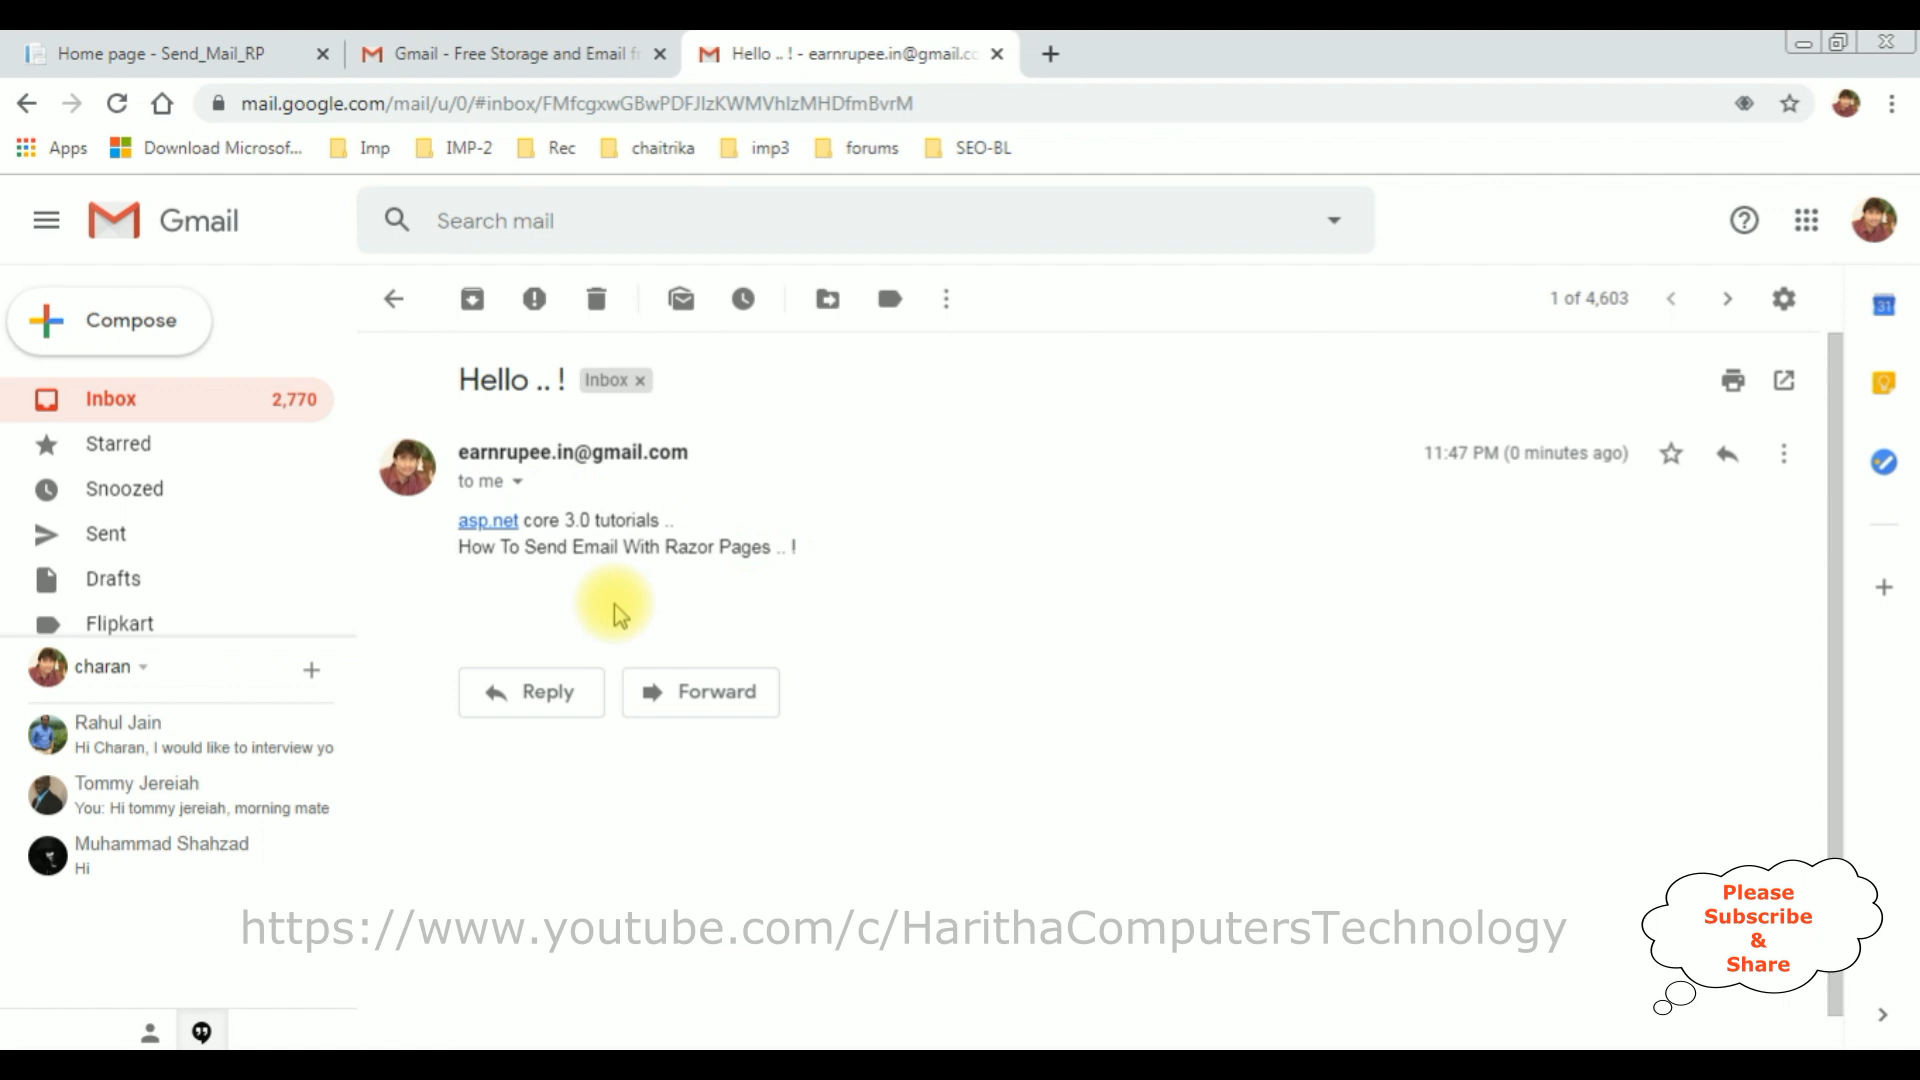 Home page - Send_Mail_RP
Gmail - Free Storage and Email f
Hello .. ! - earnrupee.in@gmail.co
mail.google.com/mail/u/0/#inbox/FMfcgxwGBwPDFJlzKWMVhlzMHDfmBvrM
Apps
Download Microsof...
Imp
IMP-2
Rec
chaitrika
imp3
forums
SEO-BL
Gmail
Search mail
Compose
1 of 4,603
31
Hello .. !
Inbox x
Inbox 2,770
Starred
Snoozed
Sent
Drafts
Flipkart
earnrupee.in@gmail.com
11:47 PM (0 minutes ago)
to me
asp.net core 3.0 tutorials ..
How To Send Email With Razor Pages .. !
Reply
Forward
charan
Rahul Jain
Hi Charan, I would like to interview yo
Tommy Jereiah
You: Hi tommy jereiah, morning mate
Muhammad Shahzad
Hi
https://www.youtube.com/c/HarithaComputersTechnology
Please
Subscribe
&
Share